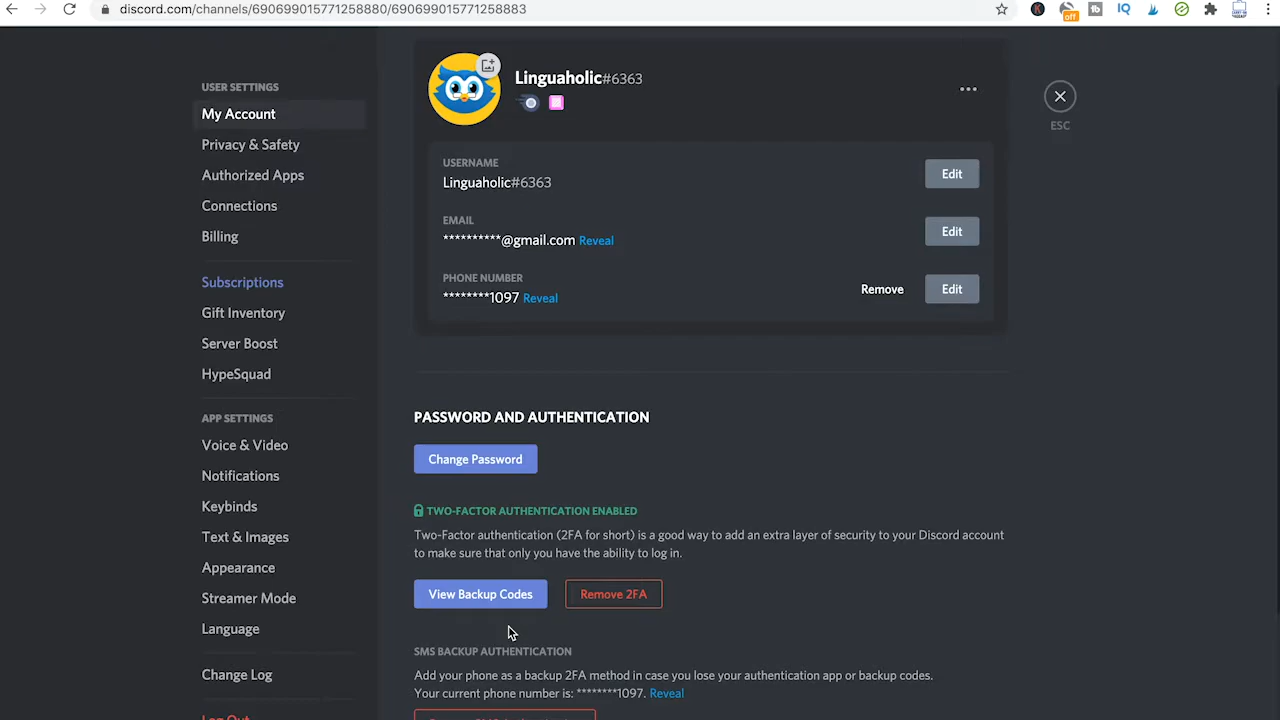 discord.com/channels/690699015771258880/690699015771258883
off
tb
IQ
USER SETTINGS
My Account
Privacy & Safety
Authorized Apps
Connections
Billing
Subscriptions
Gift Inventory
Server Boost
HypeSquad
APP SETTINGS
Voice & Video
Notifications
Keybinds
Text & Images
Appearance
Streamer Mode
Language
Change Log
Log Out
Linguaholic#6363
ESC
USERNAME
Linguaholic#6363
Edit
EMAIL
**********@gmail.com Reveal
Edit
PHONE NUMBER
********1097 Reveal
Remove
Edit
PASSWORD AND AUTHENTICATION
Change Password
TWO-FACTOR AUTHENTICATION ENABLED
Two-Factor authentication (2FA for short) is a good way to add an extra layer of security to your Discord account
to make sure that only you have the ability to log in.
View Backup Codes
Remove 2FA
SMS BACKUP AUTHENTICATION
Add your phone as a backup 2FA method in case you lose your authentication app or backup codes.
Your current phone number is: ********1097. Reveal